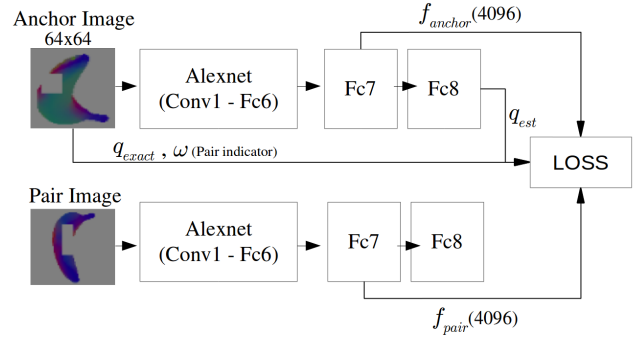 Anchor Image
64x64
f_anchor(4096)
Alexnet
(Conv1 - Fc6)
Fc7
Fc8
q_est
q_exact , ω (Pair indicator)
LOSS
Pair Image
Alexnet
(Conv1 - Fc6)
Fc7
Fc8
f_pair(4096)